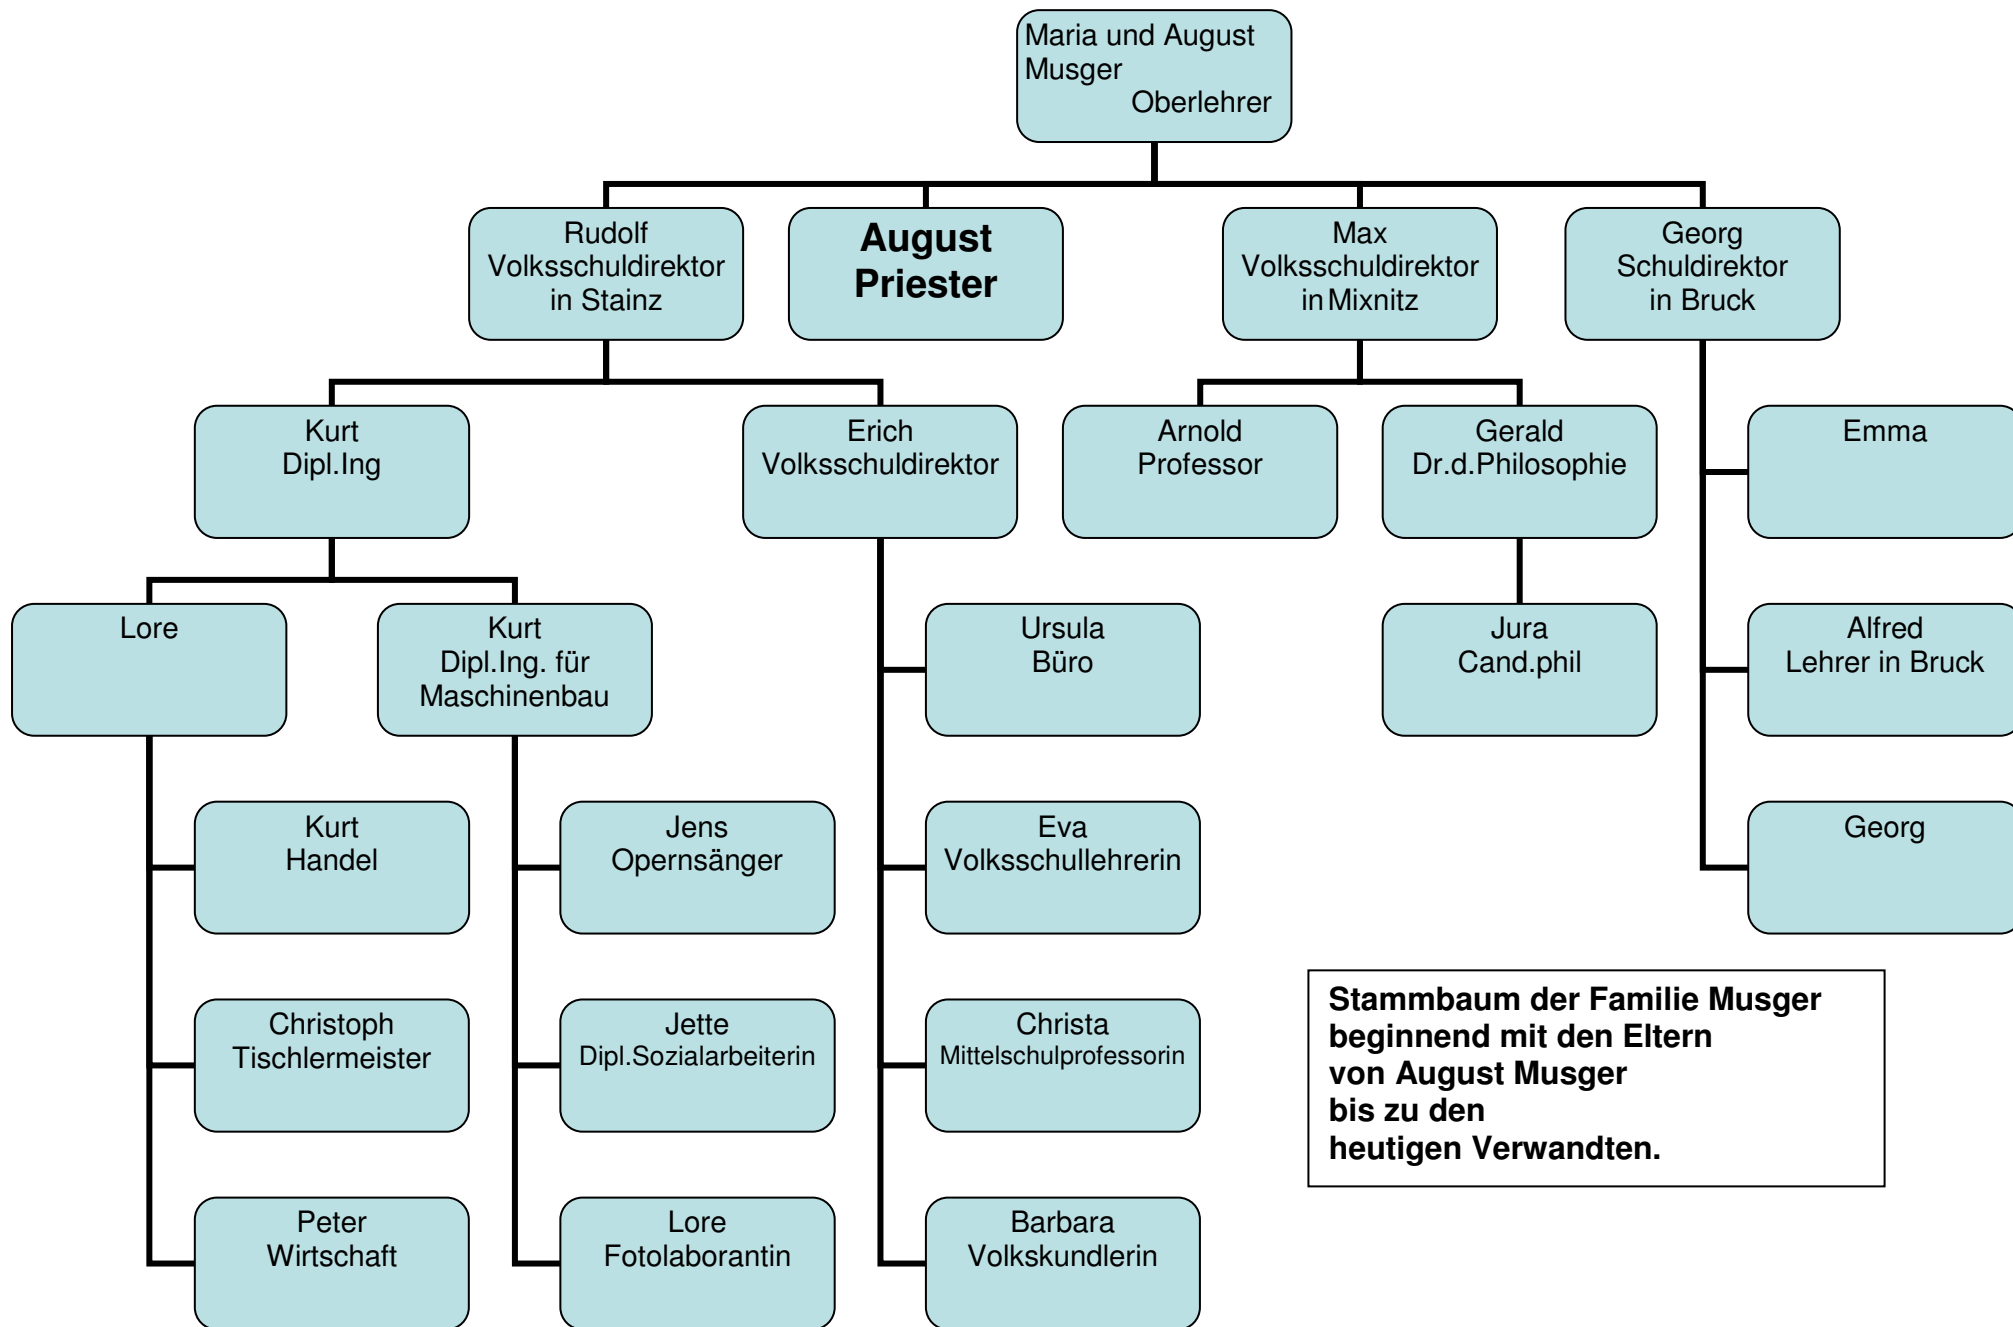 Maria und August
Musger
Oberlehrer
Rudolf
Volksschuldirektor
in Stainz
August
Priester
Max
Volksschuldirektor
in Mixnitz
Georg
Schuldirektor
in Bruck
Kurt
Dipl.Ing
Erich
Volksschuldirektor
Arnold
Professor
Gerald
Dr.d.Philosophie
Emma
Lore
Kurt
Dipl.Ing. für
Maschinenbau
Ursula
Büro
Jura
Cand.phil
Alfred
Lehrer in Bruck
Kurt
Handel
Jens
Opernsänger
Eva
Volksschullehrerin
Georg
Christoph
Tischlermeister
Jette
Dipl.Sozialarbeiterin
Christa
Mittelschulprofessorin
Stammbaum der Familie Musger
beginnend mit den Eltern
von August Musger
bis zu den
heutigen Verwandten.
Peter
Wirtschaft
Lore
Fotolaborantin
Barbara
Volkskundlerin